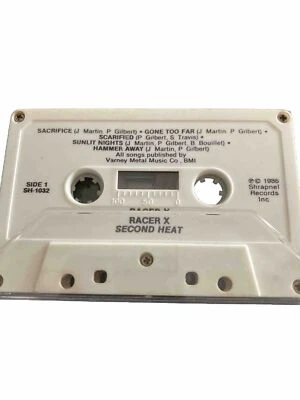 SACRIFICE (J Martin, P Gilbert) • GONE TOO FAR (J Martin, P Gilbert)
SCARIFIED (P Gilbert, S Travis)
SUNLIT NIGHTS (J Martin, P Gilbert, B Bouillet)
HAMMER AWAY (J Martin, P Gilbert)
All songs published by
Varney Metal Music Co, BMI
SIDE 1
SH-1032
℗© 1986
Shrapnel
Records
Inc
100 50 0
RACER X
RACER X
SECOND HEAT